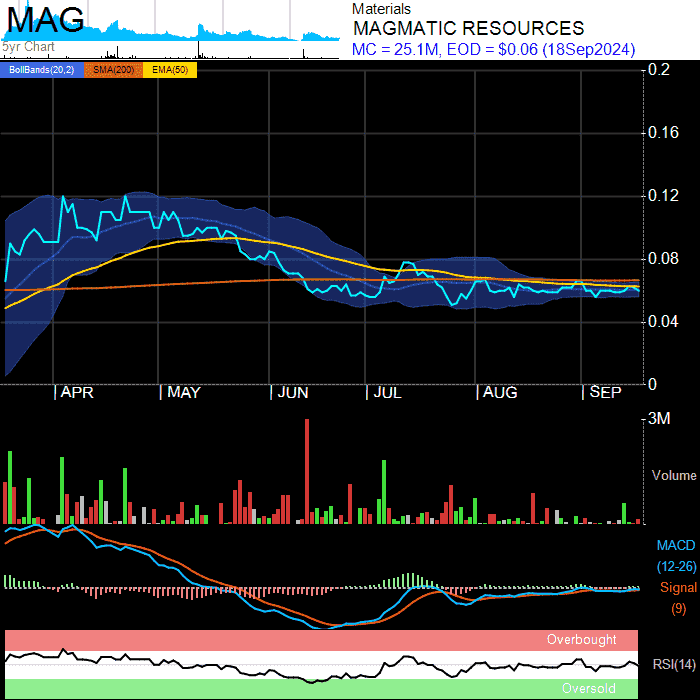 MAG
5yr Chart
Materials
MAGMATIC RESOURCES
MC = 25.1M, EOD = $0.06 (18Sep2024)
BollBands(20,2) SMA(200) EMA(50)
0.2
0.16
0.12
0.08
0.04
0
APR MAY JUN JUL AUG SEP
3M
Volume
MACD
(12-26)
Signal
(9)
Overbought
RSI(14)
Oversold